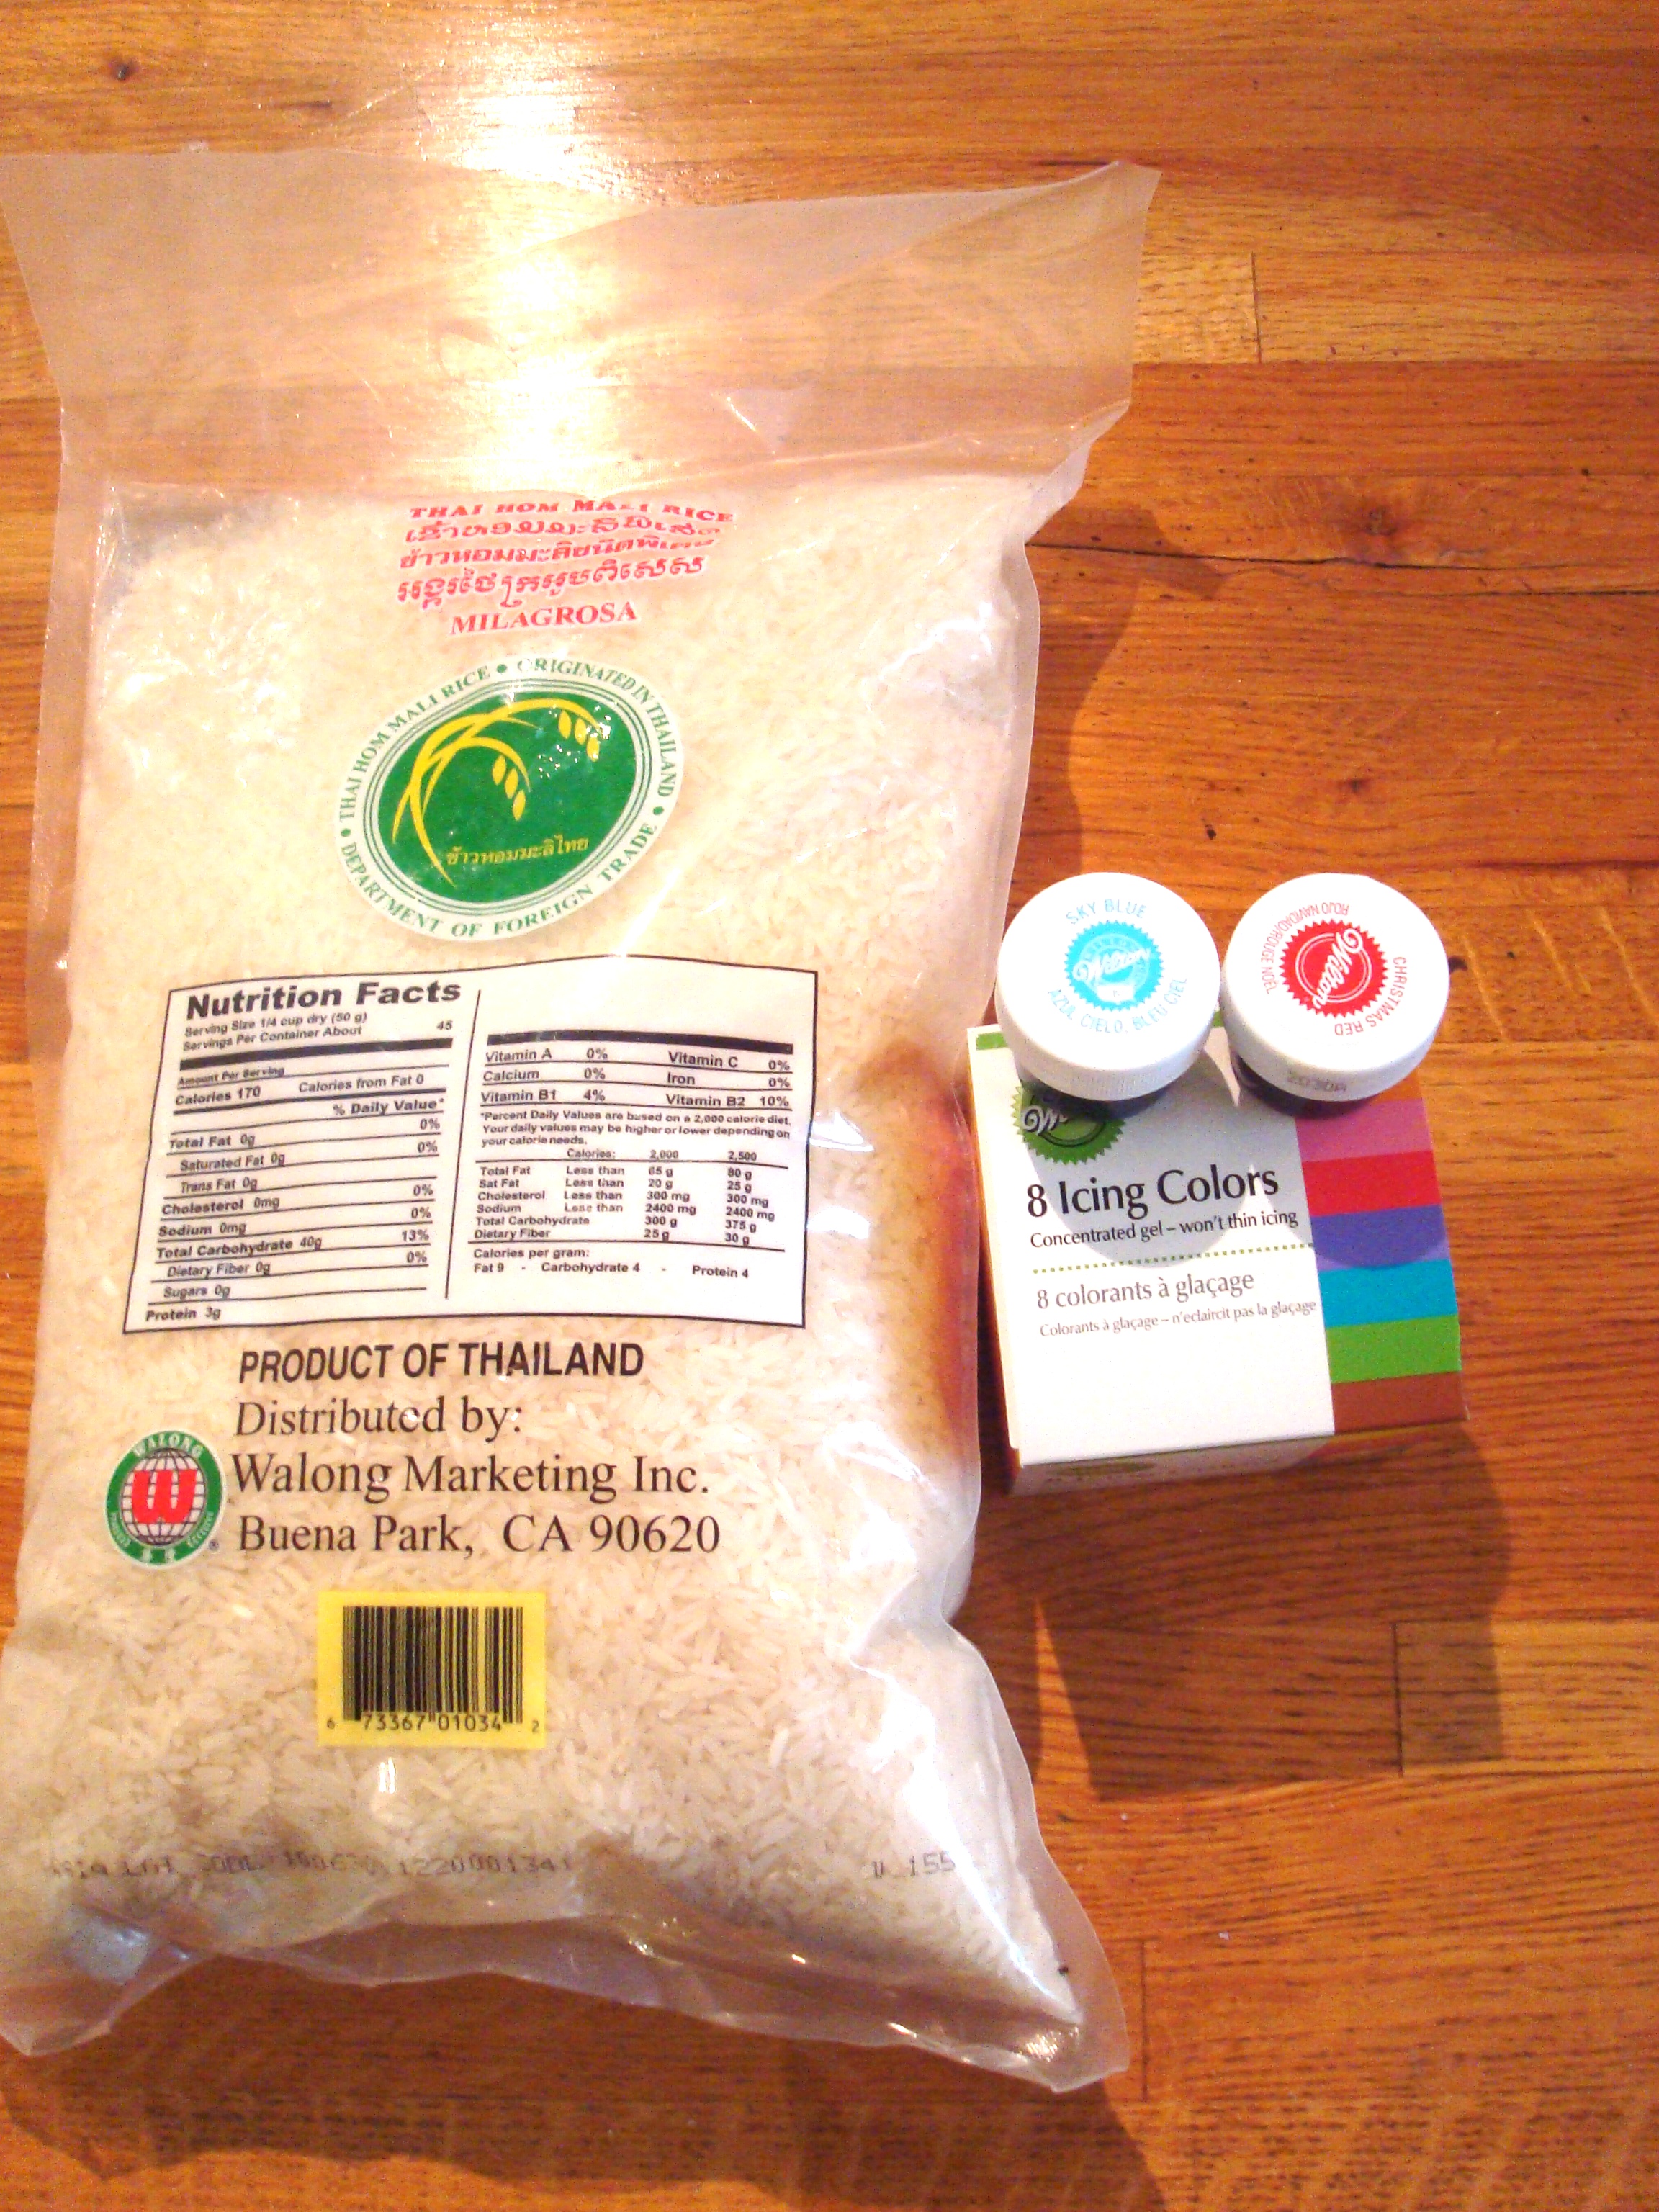 THAI HOM MALI RICE
ข้าวหอมมะลิชนิดพิเศษ
MILAGROSA
• THAI HOM MALI RICE • ORIGINATED IN THAILAND •
DEPARTMENT OF FOREIGN TRADE
ข้าวหอมมะลิไทย
Nutrition Facts
Serving Size 1/4 cup dry (50 g)
Servings Per Container About 45
Amount Per Serving
Calories 170 Calories from Fat 0
% Daily Value*
Total Fat 0g 0%
Saturated Fat 0g 0%
Trans Fat 0g
Cholesterol 0mg 0%
Sodium 0mg 0%
Total Carbohydrate 40g 13%
Dietary Fiber 0g 0%
Sugars 0g
Protein 3g
Vitamin A 0% Vitamin C 0%
Calcium 0% Iron 0%
Vitamin B1 4% Vitamin B2 10%
*Percent Daily Values are based on a 2,000 calorie diet.
Your daily values may be higher or lower depending on
your calorie needs.
Calories: 2,000 2,500
Total Fat Less than 65 g 80 g
Sat Fat Less than 20 g 25 g
Cholesterol Less than 300 mg 300 mg
Sodium Less than 2400 mg 2400 mg
Total Carbohydrate 300 g 375 g
Dietary Fiber 25 g 30 g
Calories per gram:
Fat 9 - Carbohydrate 4 - Protein 4
PRODUCT OF THAILAND
Distributed by:
Walong Marketing Inc.
Buena Park, CA 90620
WALONG
W
®
6 73367 01034 2
155
SKY BLUE
Wilton
AZUL CIELO, BLEU CIEL
CHRISTMAS RED
Wilton
ROJO NAVIDAD/ROUGE NOËL
8 Icing Colors
Concentrated gel – won't thin icing
8 colorants à glaçage
Colorants à glaçage – n'eclaircit pas la glaçage